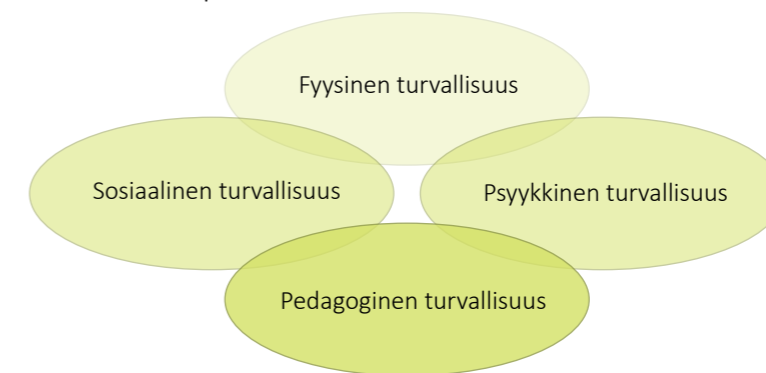 Fyysinen turvallisuus
Sosiaalinen turvallisuus
Psyykkinen turvallisuus
Pedagoginen turvallisuus